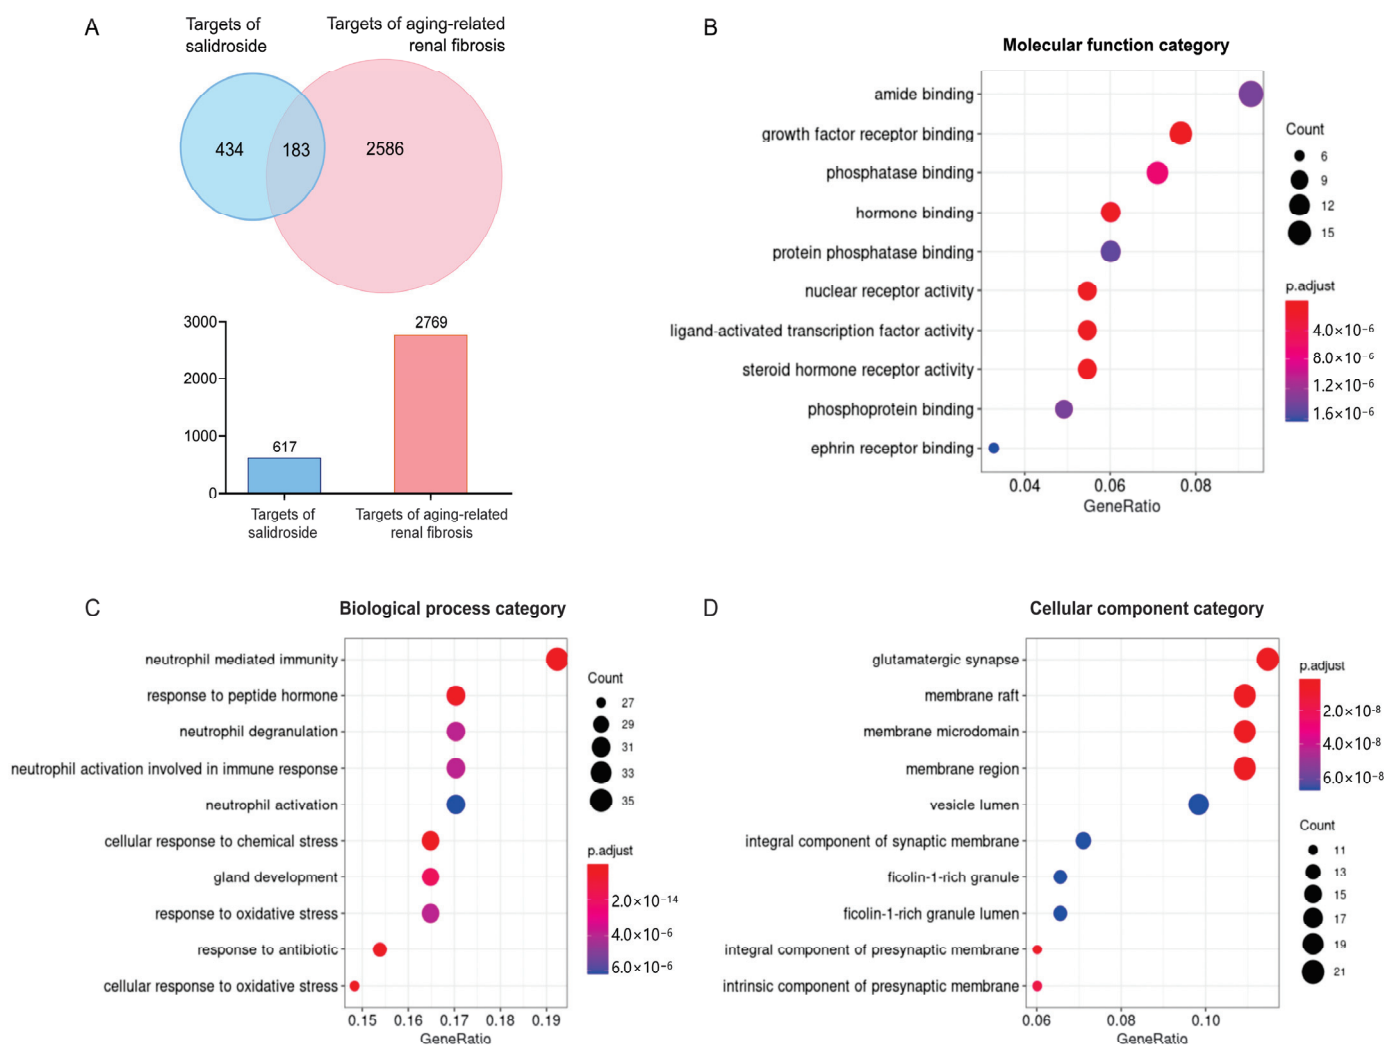 A
Targets of
salidroside
Targets of aging-related
renal fibrosis
434
183
2586
3000
2000
1000
0
617
2769
Targets of
salidroside
Targets of aging-related
renal fibrosis
B
Molecular function category
amide binding
growth factor receptor binding
phosphatase binding
hormone binding
protein phosphatase binding
nuclear receptor activity
ligand-activated transcription factor activity
steroid hormone receptor activity
phosphoprotein binding
ephrin receptor binding
0.04
0.06
0.08
GeneRatio
Count
6
9
12
15
p.adjust
4.0×10⁻⁶
8.0×10⁻⁶
1.2×10⁻⁶
1.6×10⁻⁶
C
Biological process category
neutrophil mediated immunity
response to peptide hormone
neutrophil degranulation
neutrophil activation involved in immune response
neutrophil activation
cellular response to chemical stress
gland development
response to oxidative stress
response to antibiotic
cellular response to oxidative stress
0.15
0.16
0.17
0.18
0.19
GeneRatio
Count
27
29
31
33
35
p.adjust
2.0×10⁻¹⁴
4.0×10⁻⁶
6.0×10⁻⁶
D
Cellular component category
glutamatergic synapse
membrane raft
membrane microdomain
membrane region
vesicle lumen
integral component of synaptic membrane
ficolin-1-rich granule
ficolin-1-rich granule lumen
integral component of presynaptic membrane
intrinsic component of presynaptic membrane
0.06
0.08
0.10
GeneRatio
p.adjust
2.0×10⁻⁸
4.0×10⁻⁸
6.0×10⁻⁸
Count
11
13
15
17
19
21